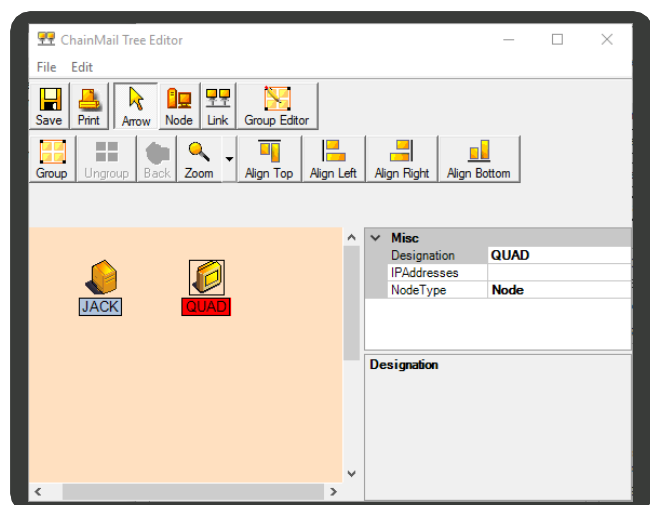 ChainMail Tree Editor
File Edit
Save Print Arrow Node Link Group Editor
Group Ungroup Back Zoom Align Top Align Left Align Right Align Bottom
Misc
Designation QUAD
IPAddresses
NodeType Node
JACK QUAD
Designation